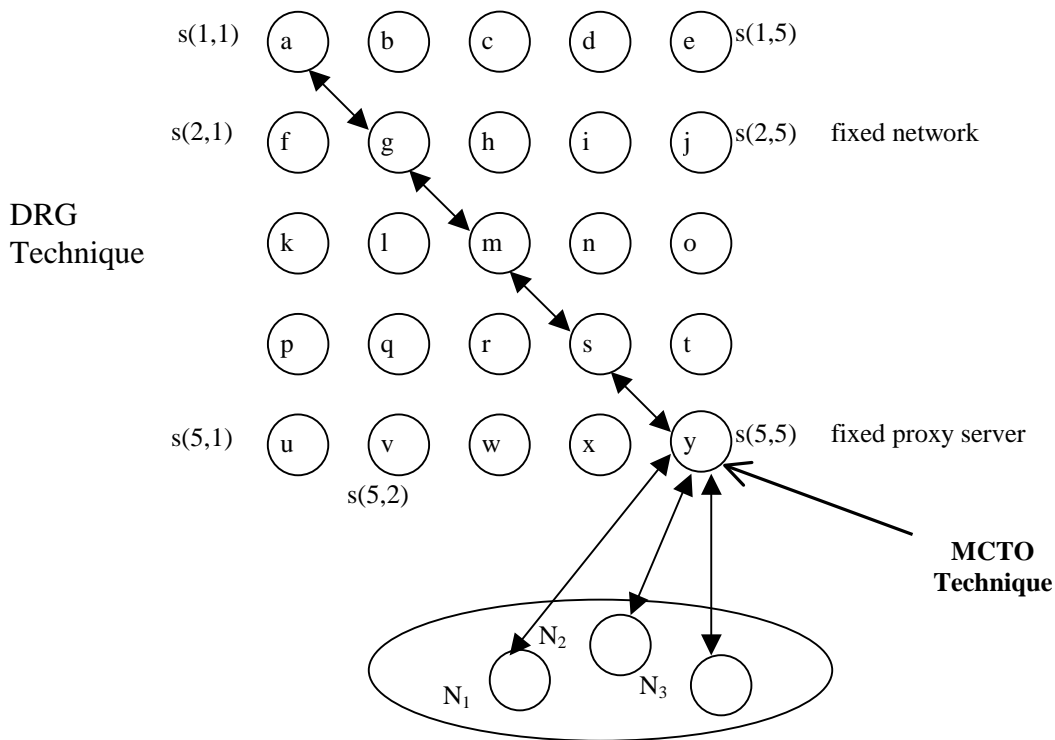 s(1,1) a b c d e s(1,5)
s(2,1) f g h i j s(2,5) fixed network
DRG
Technique
k l m n o
p q r s t
s(5,1) u v w x y s(5,5) fixed proxy server
s(5,2)
MCTO
Technique
N₂
N₁ N₃